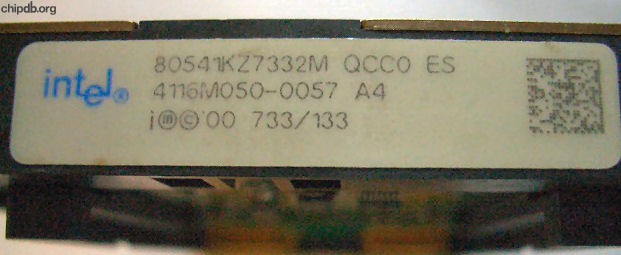 chipdb.org
intel®
80541KZ7332M QCC0 ES
4116M050-0057 A4
i Ⓜ © '00 733/133